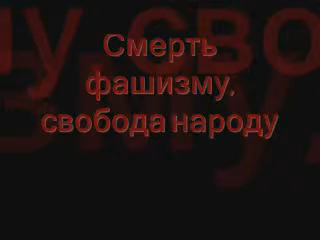 Смерть
фашизму,
свобода народу